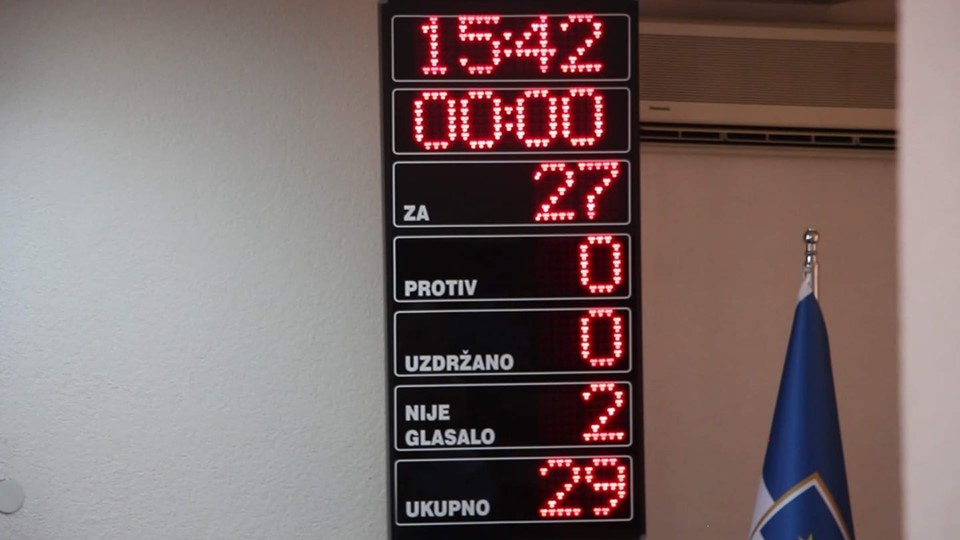 15:42
00:00
ZA 27
PROTIV 0
UZDRŽANO 0
NIJE
GLASALO 2
UKUPNO 29